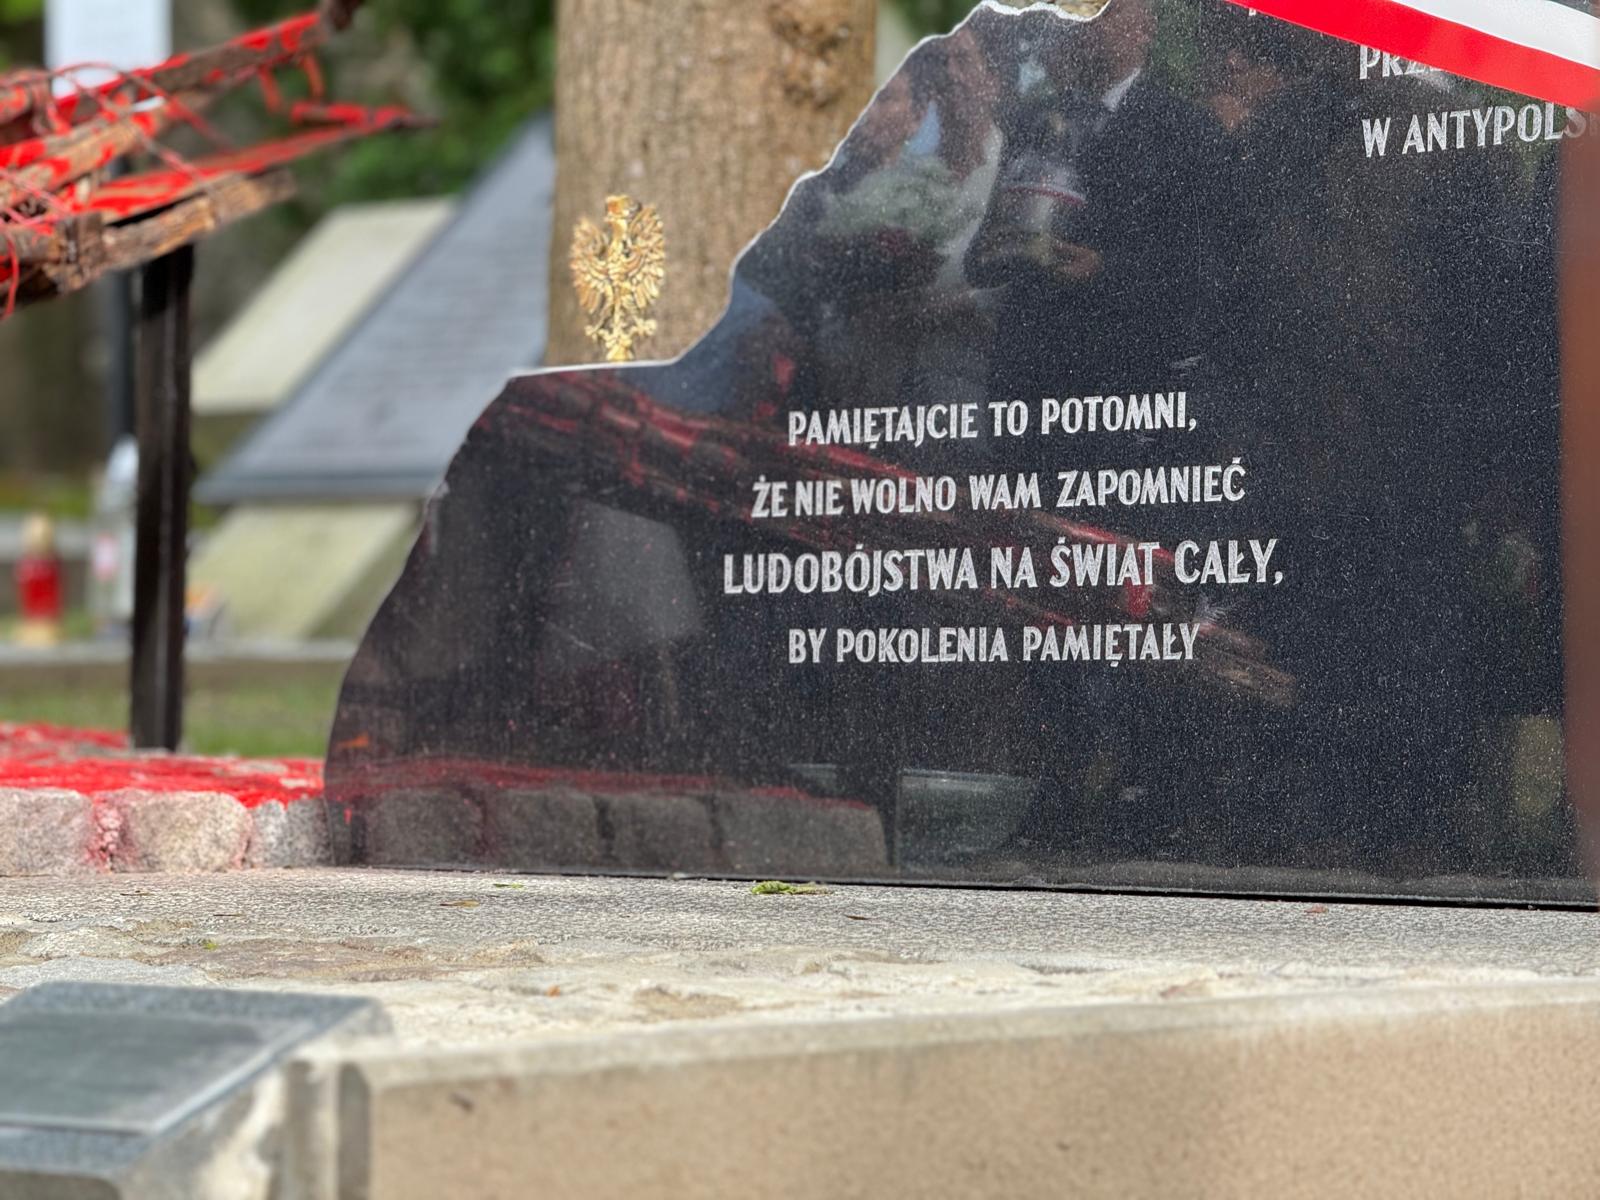 W ANTYPOLS
PAMIĘTAJCIE TO POTOMNI,
ŻE NIE WOLNO WAM ZAPOMNIEĆ
LUDOBÓJSTWA NA ŚWIAT CAŁY,
BY POKOLENIA PAMIĘTAŁY